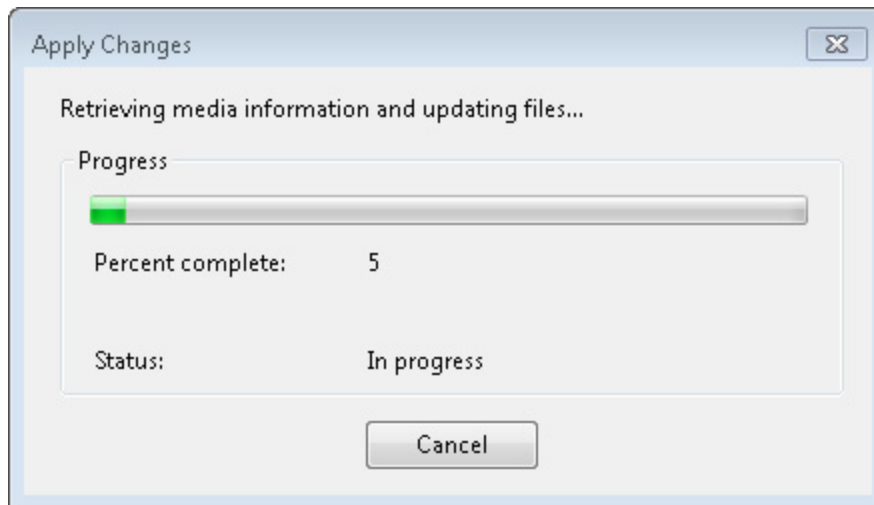 Apply Changes
Retrieving media information and updating files...
Progress
Percent complete: 5
Status: In progress
Cancel